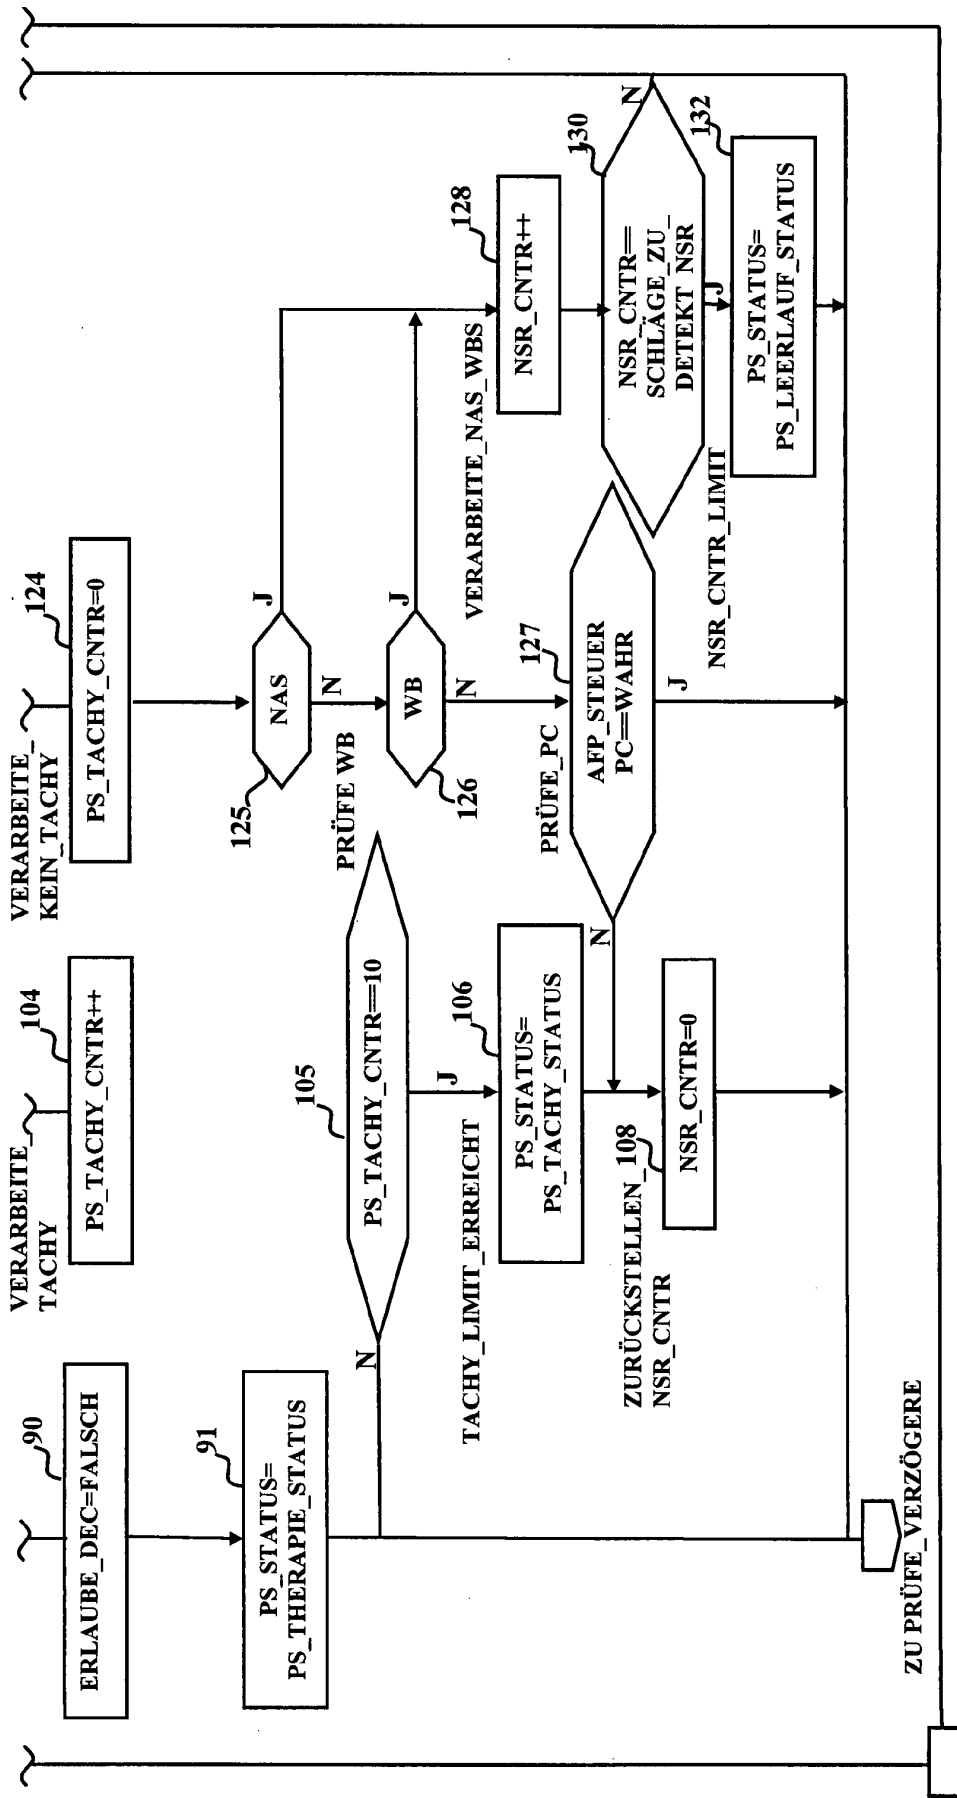 90
ERLAUBE_DEC=FALSCH
91
PS_STATUS=
PS_THERAPIE_STATUS
VERARBEITE_
TACHY
104
PS_TACHY_CNTR++
105
PS_TACHY_CNTR==10
N
J
TACHY_LIMIT_ERREICHT
106
PS_STATUS=
PS_TACHY_STATUS
ZURÜCKSTELLEN_
NSR_CNTR
108
NSR_CNTR=0
VERARBEITE_
KEIN_TACHY
124
PS_TACHY_CNTR=0
125
NAS
J
N
PRÜFE WB
126
WB
J
N
PRÜFE_PC
127
AFP_STEUER
PC==WAHR
N
J
VERARBEITE_NAS_WBS
128
NSR_CNTR++
130
NSR_CNTR==
SCHLÄGE_ZU_
DETEKT_NSR
N
J
NSR_CNTR_LIMIT
132
PS_STATUS=
PS_LEERLAUF_STATUS
ZU PRÜFE_VERZÖGERE